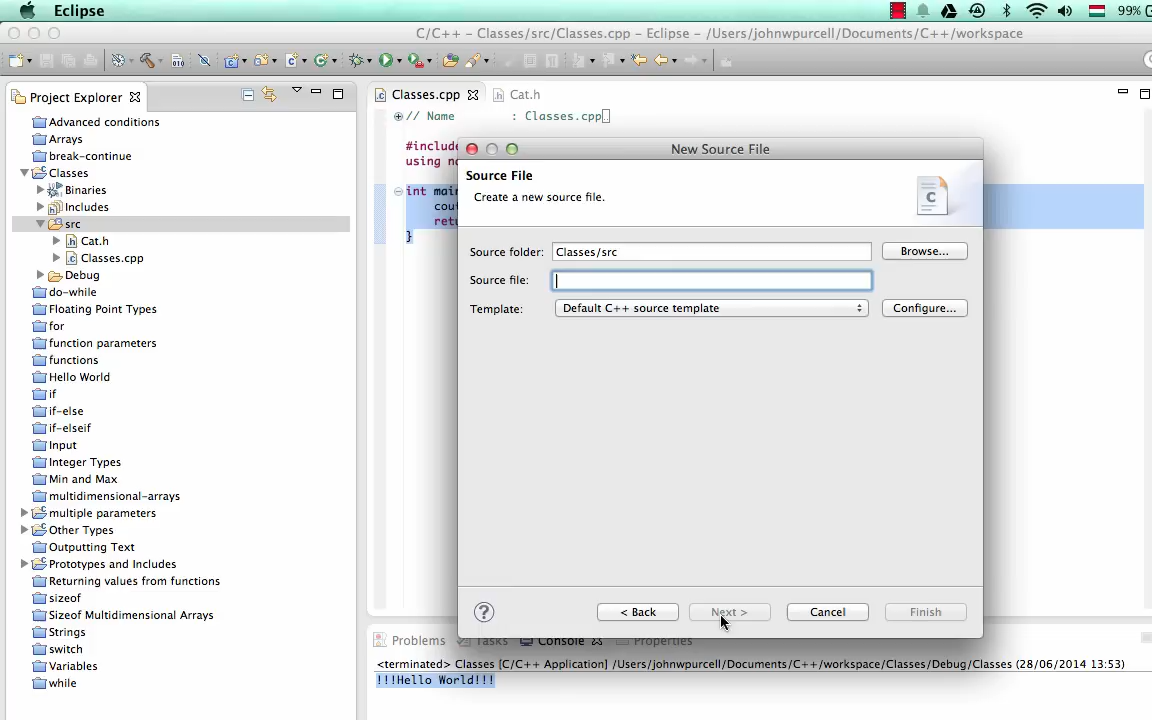 Eclipse
99%
C/C++ - Classes/src/Classes.cpp - Eclipse - /Users/johnwpurcell/Documents/C++/workspace
Project Explorer
Advanced conditions
Arrays
break-continue
Classes
Binaries
Includes
src
Cat.h
Classes.cpp
Debug
do-while
Floating Point Types
for
function parameters
functions
Hello World
if
if-else
if-elseif
Input
Integer Types
Min and Max
multidimensional-arrays
multiple parameters
Other Types
Outputting Text
Prototypes and Includes
Returning values from functions
sizeof
Sizeof Multidimensional Arrays
Strings
switch
Variables
while
Classes.cpp
Cat.h
// Name : Classes.cpp
#include
using
int main
}
New Source File
Source File
Create a new source file.
Source folder: Classes/src Browse...
Source file:
Template: Default C++ source template Configure...
? < Back Next > Cancel Finish
Problems Tasks Console Properties
<terminated> Classes [C/C++ Application] /Users/johnwpurcell/Documents/C++/workspace/Classes/Debug/Classes (28/06/2014 13:53)
!!!Hello World!!!